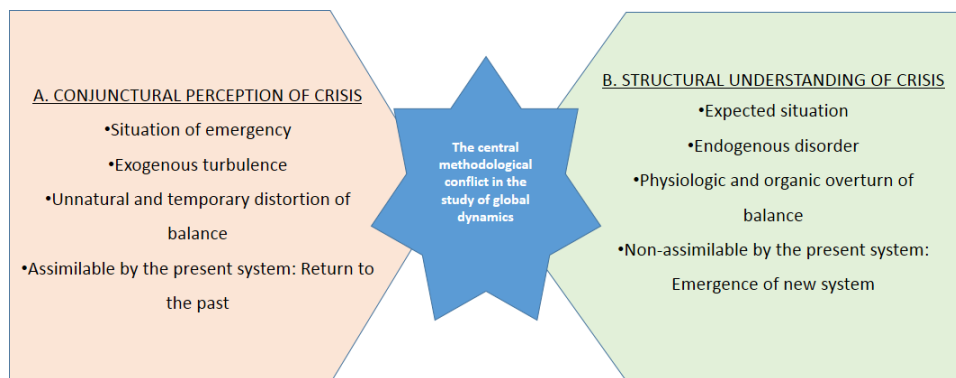 A. CONJUNCTURAL PERCEPTION OF CRISIS
•Situation of emergency
•Exogenous turbulence
•Unnatural and temporary distortion of
balance
•Assimilable by the present system: Return to
the past
The central
methodological
conflict in the
study of global
dynamics
B. STRUCTURAL UNDERSTANDING OF CRISIS
•Expected situation
•Endogenous disorder
•Physiologic and organic overturn of
balance
•Non-assimilable by the present system:
Emergence of new system